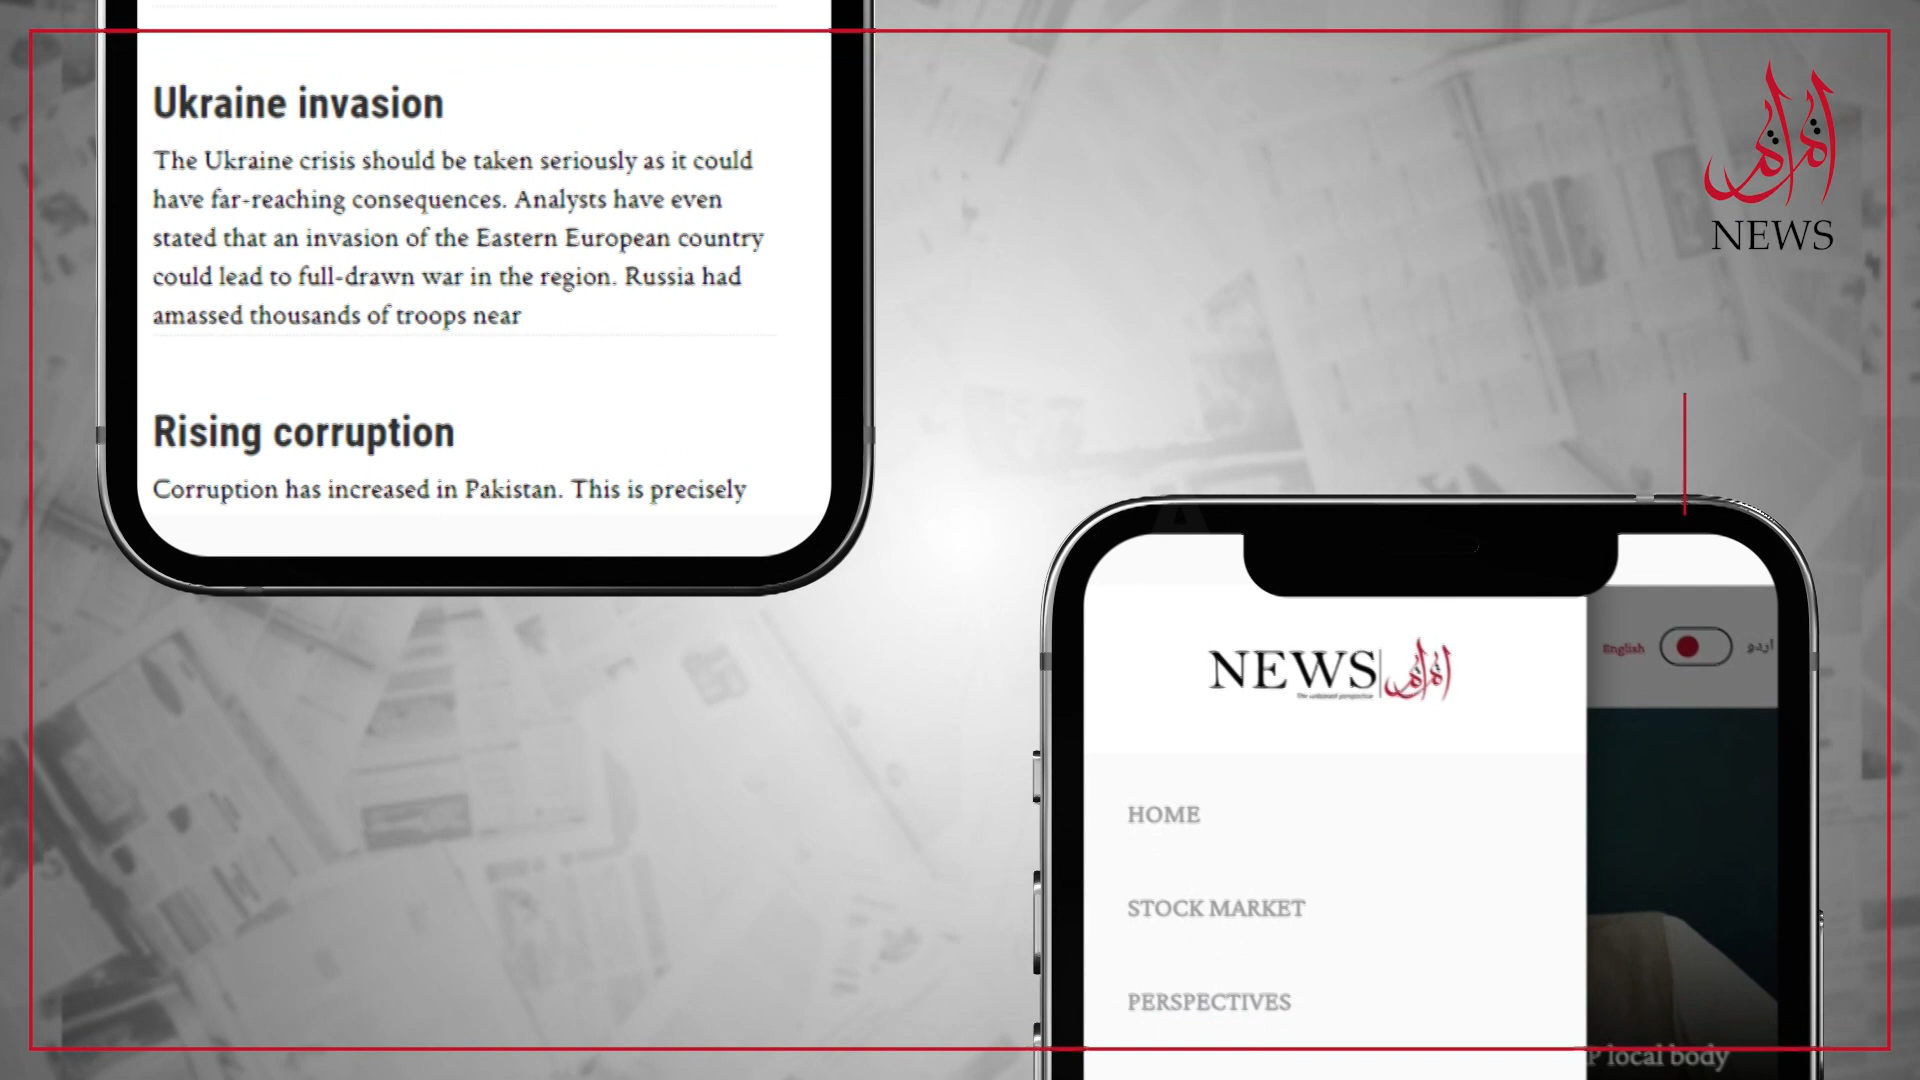 Ukraine invasion
The Ukraine crisis should be taken seriously as it could
have far-reaching consequences. Analysts have even
stated that an invasion of the Eastern European country
could lead to full-drawn war in the region. Russia had
amassed thousands of troops near
Rising corruption
Corruption has increased in Pakistan. This is precisely
NEWS
NEWS
The unbiased perspective
English
اردو
HOME
STOCK MARKET
PERSPECTIVES
P local body